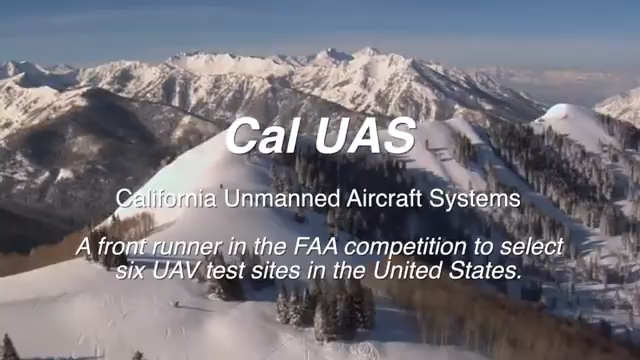 Cal UAS
California Unmanned Aircraft Systems
A front runner in the FAA competition to select
six UAV test sites in the United States.